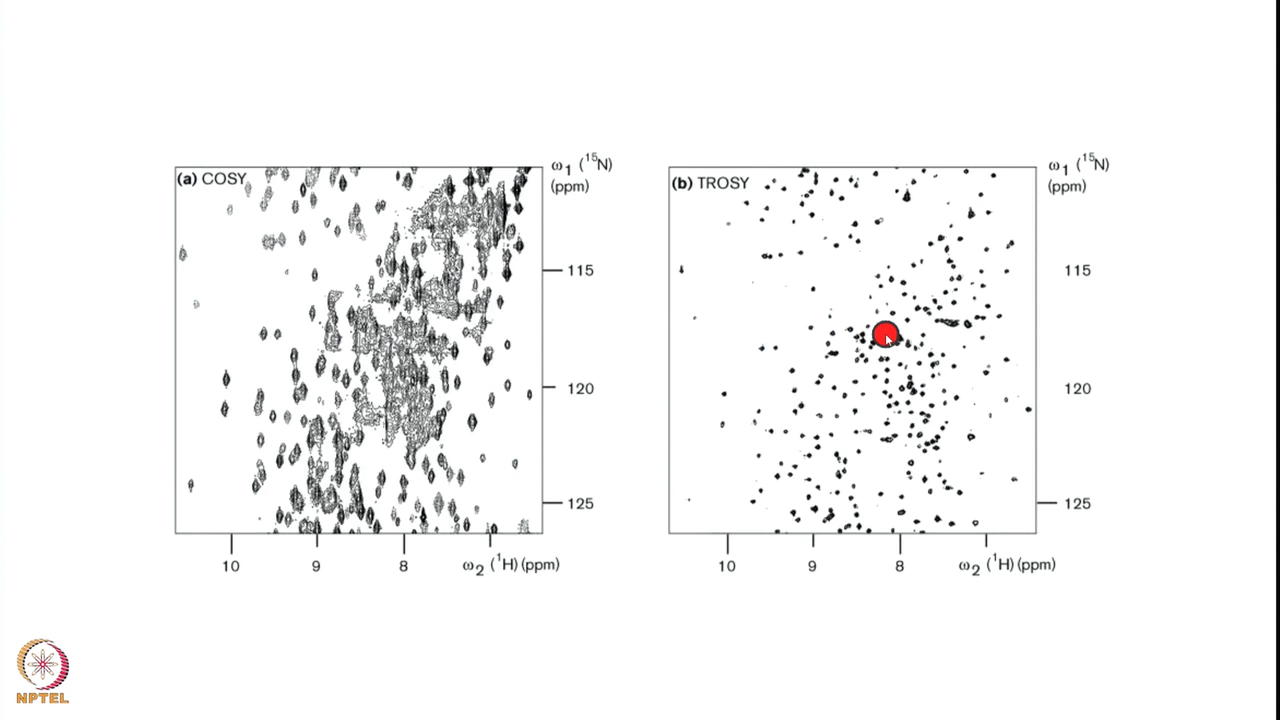 (a) COSY
ω1 (15N)
(ppm)
115
120
125
10 9 8 ω2 (1H) (ppm)
(b) TROSY
ω1 (15N)
(ppm)
115
120
125
10 9 8 ω2 (1H) (ppm)
NPTEL